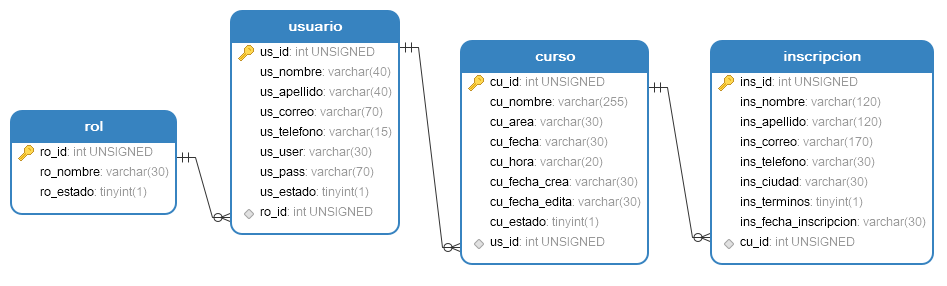 rol
ro_id: int UNSIGNED
ro_nombre: varchar(30)
ro_estado: tinyint(1)
usuario
us_id: int UNSIGNED
us_nombre: varchar(40)
us_apellido: varchar(40)
us_correo: varchar(70)
us_telefono: varchar(15)
us_user: varchar(30)
us_pass: varchar(70)
us_estado: tinyint(1)
ro_id: int UNSIGNED
curso
cu_id: int UNSIGNED
cu_nombre: varchar(255)
cu_area: varchar(30)
cu_fecha: varchar(30)
cu_hora: varchar(20)
cu_fecha_crea: varchar(30)
cu_fecha_edita: varchar(30)
cu_estado: tinyint(1)
us_id: int UNSIGNED
inscripcion
ins_id: int UNSIGNED
ins_nombre: varchar(120)
ins_apellido: varchar(120)
ins_correo: varchar(170)
ins_telefono: varchar(30)
ins_ciudad: varchar(30)
ins_terminos: tinyint(1)
ins_fecha_inscripcion: varchar(30)
cu_id: int UNSIGNED